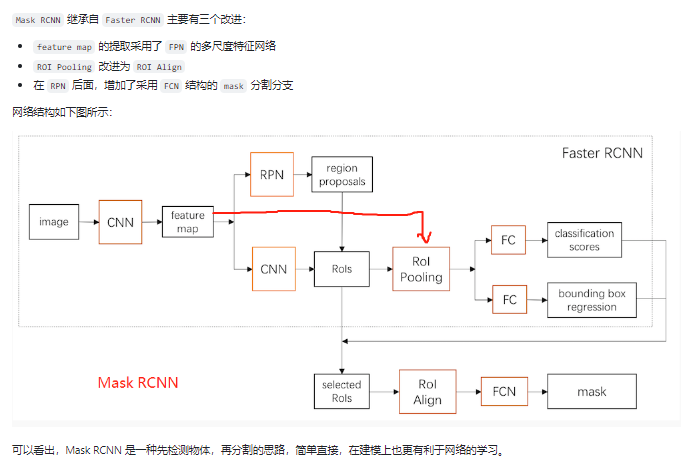 Mask RCNN 继承自 Faster RCNN 主要有三个改进：
feature map 的提取采用了 FPN 的多尺度特征网络
ROI Pooling 改进为 ROI Align
在 RPN 后面，增加了采用 FCN 结构的 mask 分割分支
网络结构如下图所示：
Faster RCNN
RPN
region
proposals
image
CNN
feature
map
CNN
RoIs
RoI
Pooling
FC
classification
scores
FC
bounding box
regression
Mask RCNN
selected
RoIs
RoI
Align
FCN
mask
可以看出，Mask RCNN 是一种先检测物体，再分割的思路，简单直接，在建模上也更有利于网络的学习。